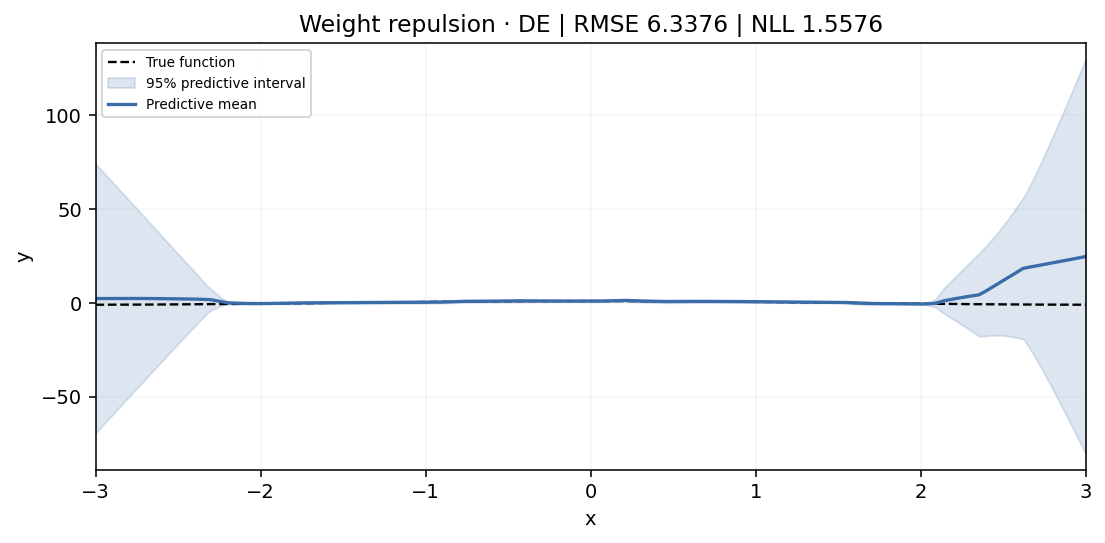 Weight repulsion · DE | RMSE 6.3376 | NLL 1.5576
True function
95% predictive interval
Predictive mean
100
50
0
−50
y
−3
−2
−1
0
1
2
3
x